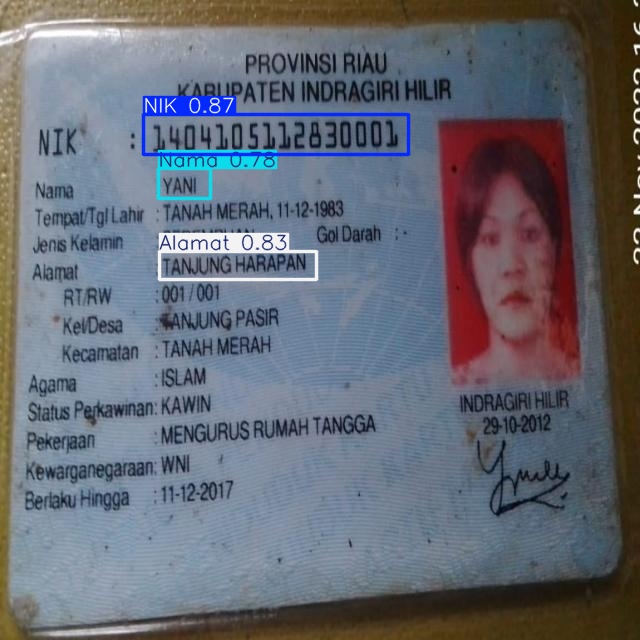 PROVINSI RIAU
KABUPATEN INDRAGIRI HILIR
NIK 0.87
NIK : 1404105112830001
Nama 0.78
Nama YANI
Tempat/Tgl Lahir : TANAH MERAH, 11-12-1983
Jenis Kelamin Gol Darah : -
Alamat 0.83
Alamat TANJUNG HARAPAN
RT/RW : 001 / 001
Kel/Desa : TANJUNG PASIR
Kecamatan : TANAH MERAH
Agama : ISLAM
Status Perkawinan: KAWIN
Pekerjaan : MENGURUS RUMAH TANGGA
Kewarganegaraan: WNI
Berlaku Hingga : 11-12-2017
INDRAGIRI HILIR
29-10-2012